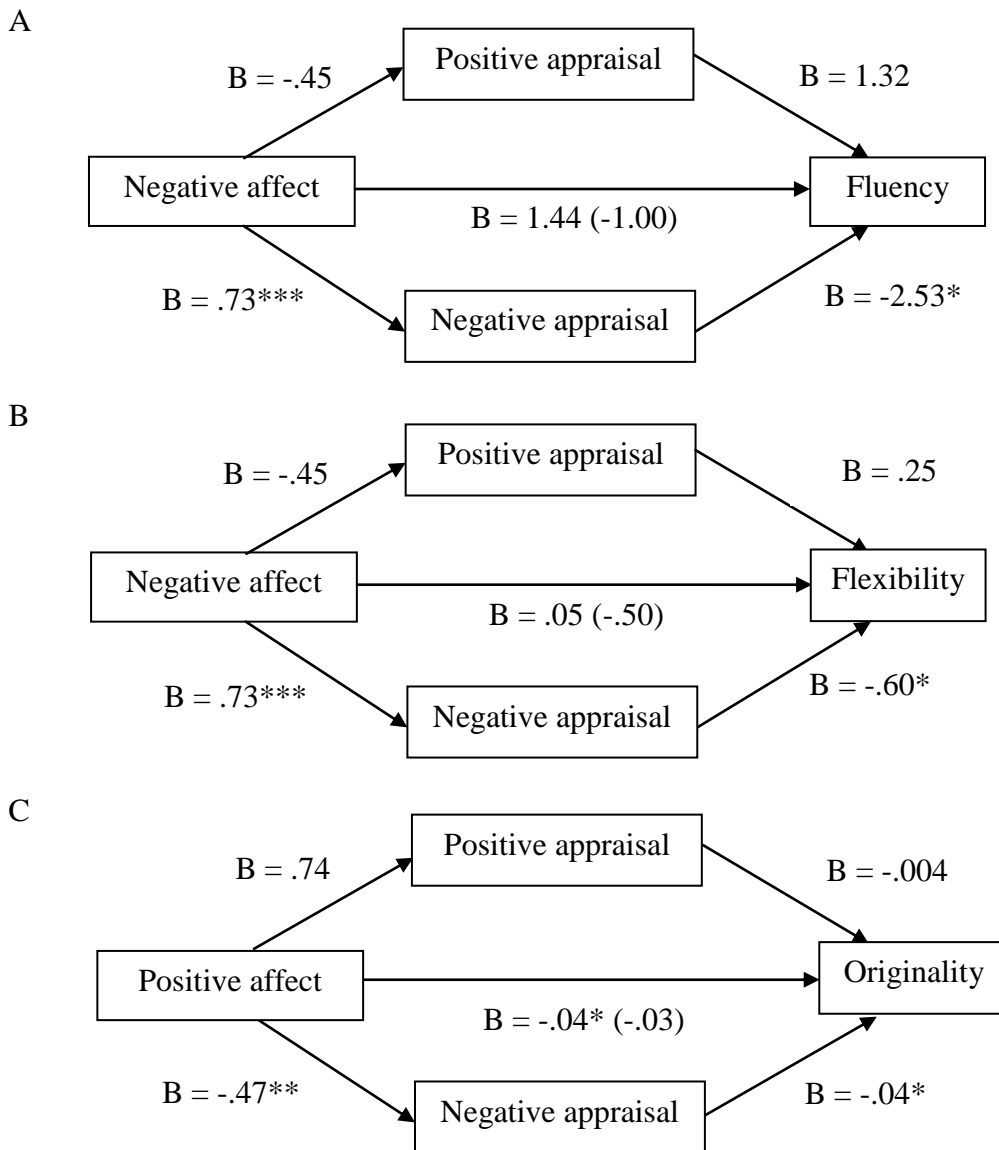 A
Positive appraisal
B = -.45
B = 1.32
Negative affect
Fluency
B = 1.44 (-1.00)
B = .73***
B = -2.53*
Negative appraisal
B
Positive appraisal
B = -.45
B = .25
Negative affect
Flexibility
B = .05 (-.50)
B = .73***
B = -.60*
Negative appraisal
C
Positive appraisal
B = .74
B = -.004
Positive affect
Originality
B = -.04* (-.03)
B = -.47**
B = -.04*
Negative appraisal